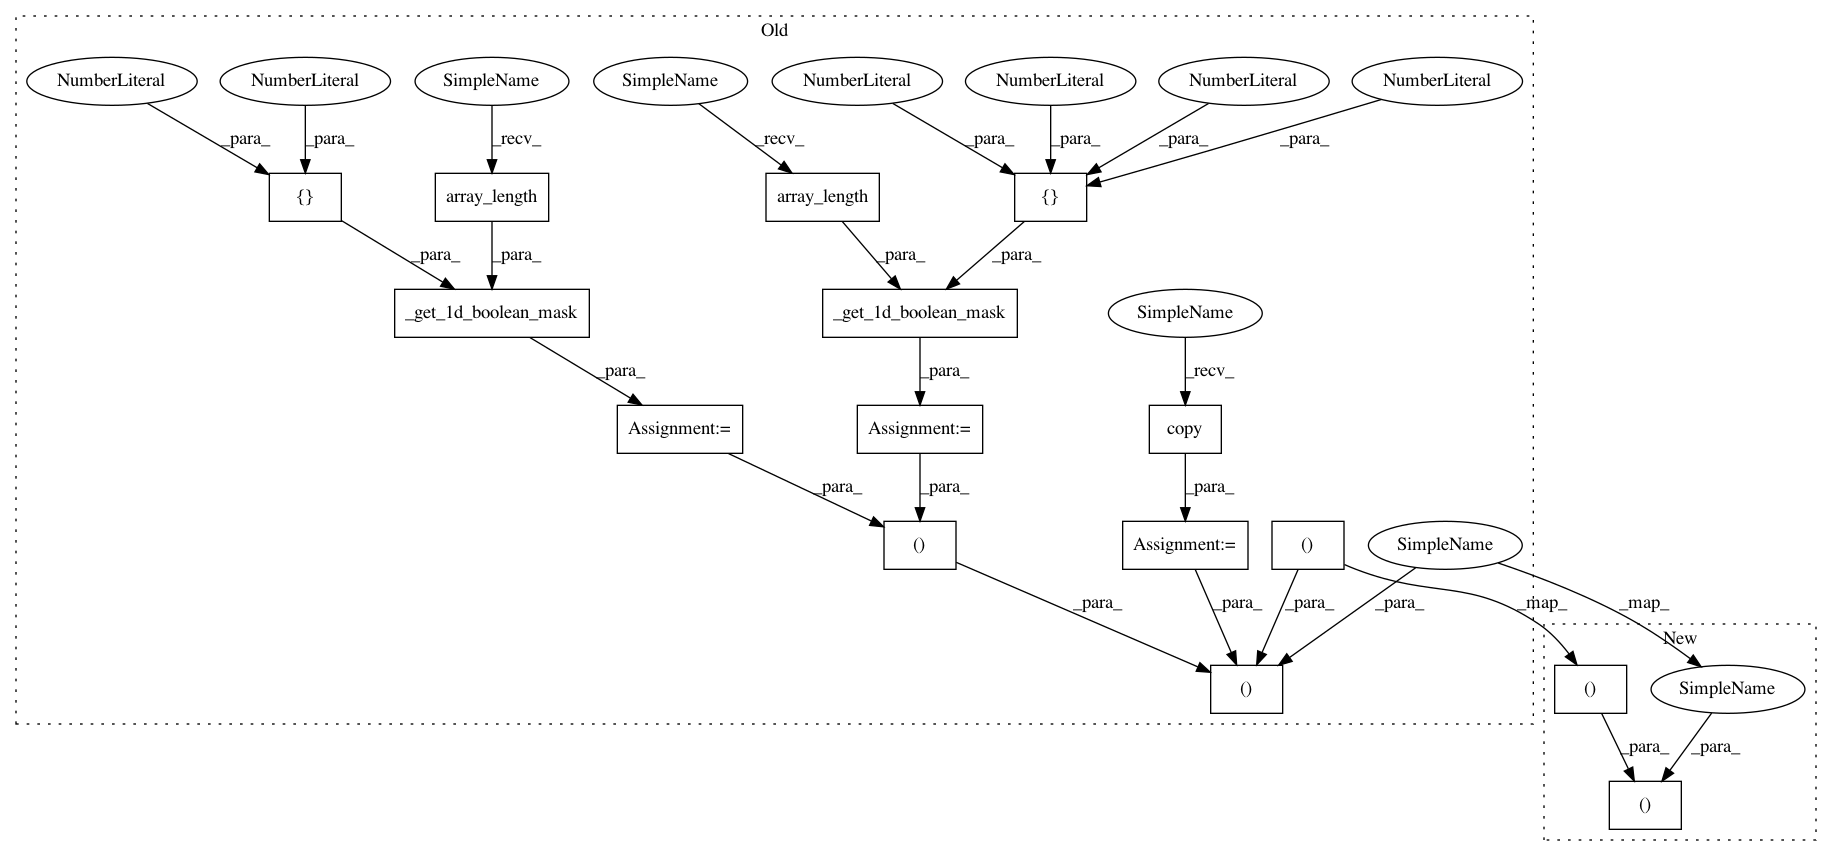 Old
NumberLiteral
NumberLiteral
SimpleName
SimpleName
NumberLiteral
NumberLiteral
NumberLiteral
NumberLiteral
_para_
_para_
_recv_
_recv_
_para_
_para_
_para_
_para_
{}
array_length
array_length
{}
_para_
_para_
_para_
_para_
_get_1d_boolean_mask
_get_1d_boolean_mask
SimpleName
_para_
_para_
_recv_
Assignment:=
Assignment:=
copy
_para_
_para_
_para_
()
Assignment:=
()
SimpleName
_para_
_para_
_para_
_para_
_map_
_map_
New
()
()
SimpleName
_para_
_para_
()